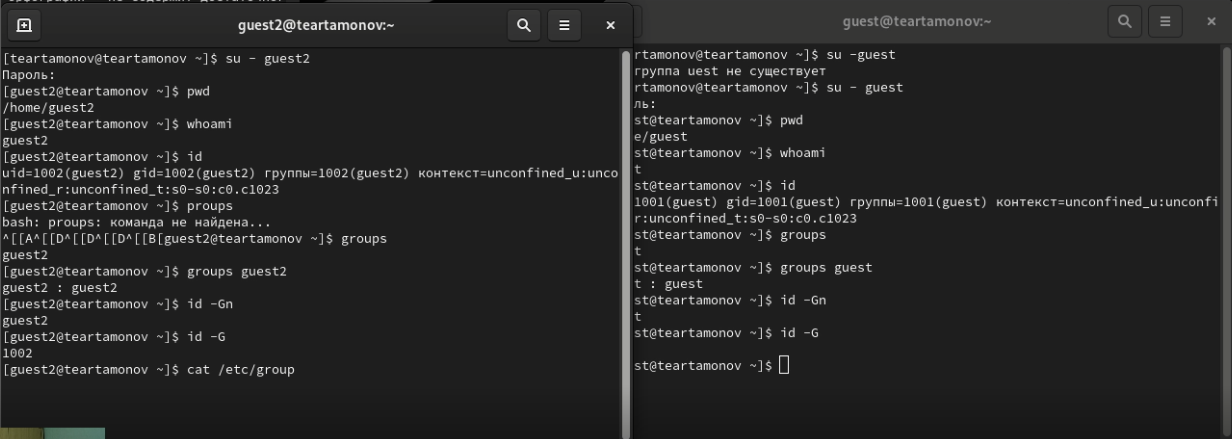 guest2@teartamonov:~
[teartamonov@teartamonov ~]$ su - guest2
Пароль:
[guest2@teartamonov ~]$ pwd
/home/guest2
[guest2@teartamonov ~]$ whoami
guest2
[guest2@teartamonov ~]$ id
uid=1002(guest2) gid=1002(guest2) группы=1002(guest2) контекст=unconfined_u:unco
nfined_r:unconfined_t:s0-s0:c0.c1023
[guest2@teartamonov ~]$ proups
bash: proups: команда не найдена...
^[[A^[[D^[[D^[[D^[[B[guest2@teartamonov ~]$ groups
guest2
[guest2@teartamonov ~]$ groups guest2
guest2 : guest2
[guest2@teartamonov ~]$ id -Gn
guest2
[guest2@teartamonov ~]$ id -G
1002
[guest2@teartamonov ~]$ cat /etc/group
guest@teartamonov:~
rtamonov@teartamonov ~]$ su -guest
группа uest не существует
rtamonov@teartamonov ~]$ su - guest
ль:
st@teartamonov ~]$ pwd
e/guest
st@teartamonov ~]$ whoami
t
st@teartamonov ~]$ id
1001(guest) gid=1001(guest) группы=1001(guest) контекст=unconfined_u:unconfi
r:unconfined_t:s0-s0:c0.c1023
st@teartamonov ~]$ groups
t
st@teartamonov ~]$ groups guest
t : guest
st@teartamonov ~]$ id -Gn
t
st@teartamonov ~]$ id -G
st@teartamonov ~]$